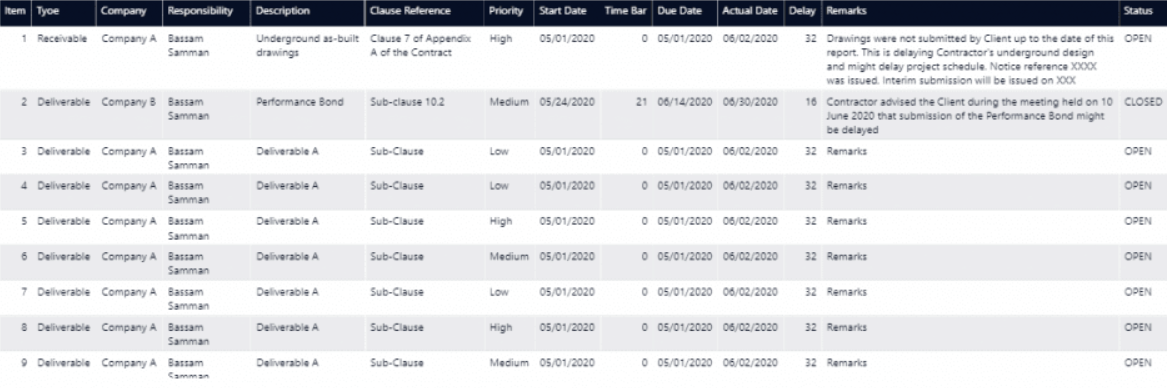 Item Tyoe Company Responsibility Description Clause Reference Priority Start Date Time Bar Due Date Actual Date Delay Remarks Status
1 Receivable Company A Bassam Underground as-built Clause 7 of Appendix High 05/01/2020 0 05/01/2020 06/02/2020 32 Drawings were not submitted by Client up to the date of this OPEN
Samman drawings A of the Contract report. This is delaying Contractor's underground design
and might delay project schedule. Notice reference XXXX
was issued. Interim submission will be issued on XXX
2 Deliverable Company B Bassam Performance Bond Sub-clause 10.2 Medium 05/24/2020 21 06/14/2020 06/30/2020 16 Contractor advised the Client during the meeting held on 10 CLOSED
Samman June 2020 that submission of the Performance Bond might
be delayed
3 Deliverable Company A Bassam Deliverable A Sub-Clause Low 05/01/2020 0 05/01/2020 06/02/2020 32 Remarks OPEN
Samman
4 Deliverable Company A Bassam Deliverable A Sub-Clause Low 05/01/2020 0 05/01/2020 06/02/2020 32 Remarks OPEN
Samman
5 Deliverable Company A Bassam Deliverable A Sub-Clause High 05/01/2020 0 05/01/2020 06/02/2020 32 Remarks OPEN
Samman
6 Deliverable Company A Bassam Deliverable A Sub-Clause Medium 05/01/2020 0 05/01/2020 06/02/2020 32 Remarks OPEN
Samman
7 Deliverable Company A Bassam Deliverable A Sub-Clause Low 05/01/2020 0 05/01/2020 06/02/2020 32 Remarks OPEN
Samman
8 Deliverable Company A Bassam Deliverable A Sub-Clause High 05/01/2020 0 05/01/2020 06/02/2020 32 Remarks OPEN
Samman
9 Deliverable Company A Bassam Deliverable A Sub-Clause Medium 05/01/2020 0 05/01/2020 06/02/2020 32 Remarks OPEN
Samman